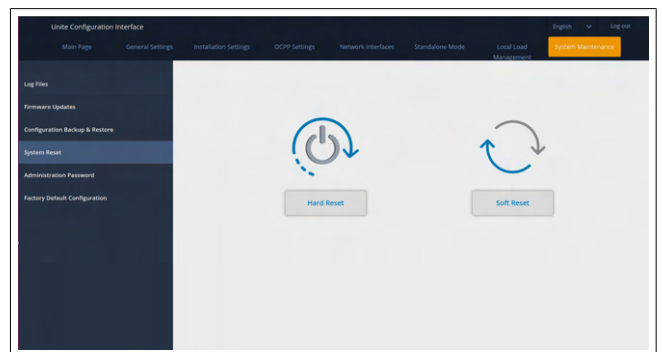 Unite Configuration Interface
English
Log out
Main Page
General Settings
Installation Settings
OCPP Settings
Network Interfaces
Standalone Mode
Local Load
Management
System Maintenance
Log Files
Firmware Updates
Configuration Backup & Restore
System Reset
Administration Password
Factory Default Configuration
Hard Reset
Soft Reset